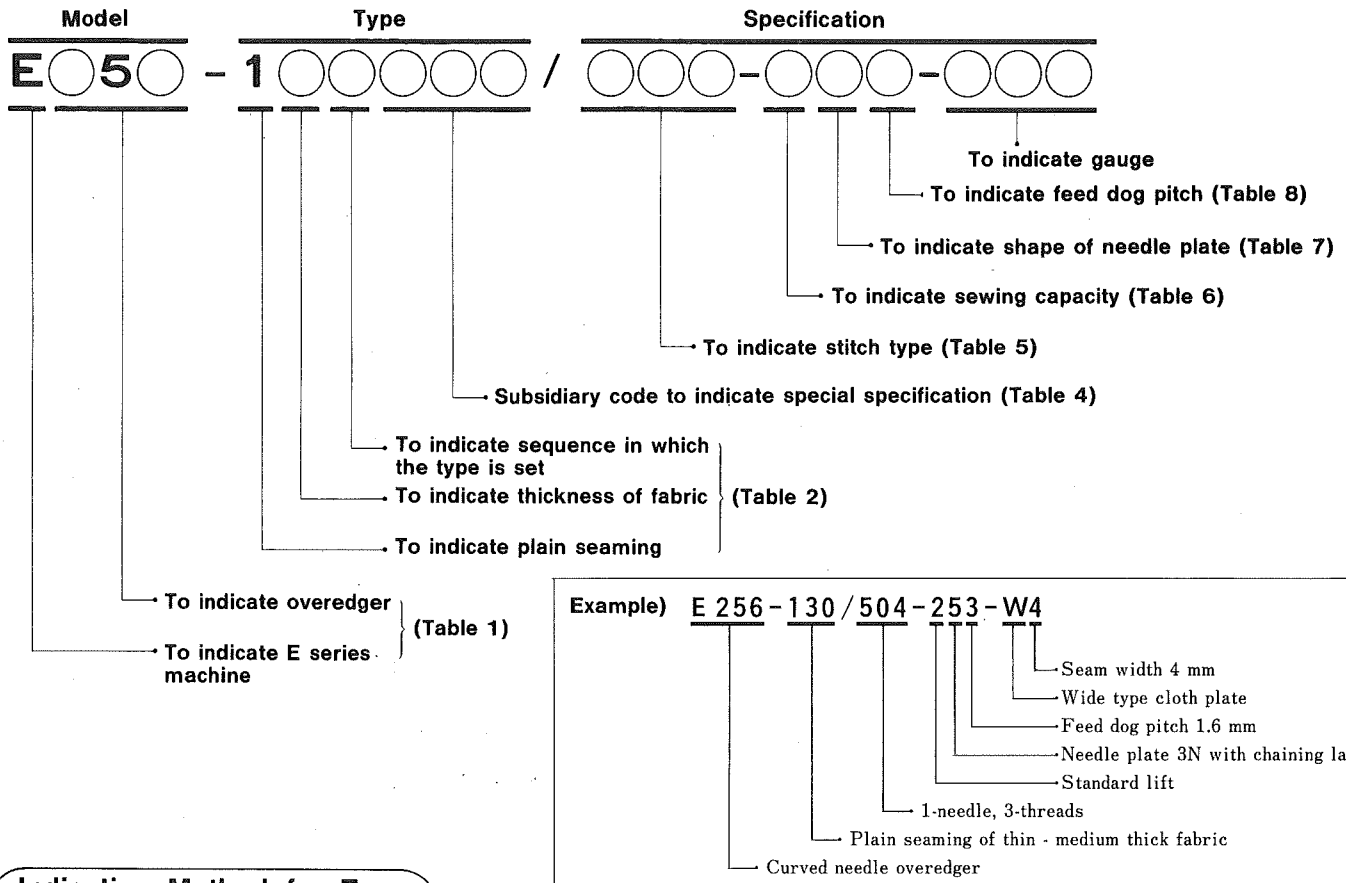 Model Type Specification
E○5○ - 1○○○○○ / ○○○-○○○-○○○
To indicate gauge
To indicate feed dog pitch (Table 8)
To indicate shape of needle plate (Table 7)
To indicate sewing capacity (Table 6)
To indicate stitch type (Table 5)
Subsidiary code to indicate special specification (Table 4)
To indicate sequence in which
the type is set
To indicate thickness of fabric (Table 2)
To indicate plain seaming
To indicate overedger
(Table 1)
To indicate E series
machine
Example) E 256-130/504-253-W4
Seam width 4 mm
Wide type cloth plate
Feed dog pitch 1.6 mm
Needle plate 3N with chaining
Standard lift
1-needle, 3-threads
Plain seaming of thin - medium thick fabric
Curved needle overedger